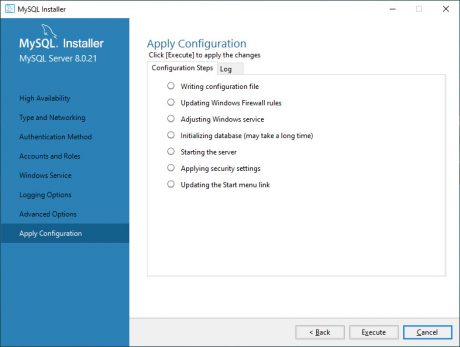 MySQL Installer
MySQL. Installer
MySQL Server 8.0.21
High Availability
Type and Networking
Authentication Method
Accounts and Roles
Windows Service
Logging Options
Advanced Options
Apply Configuration
Apply Configuration
Click [Execute] to apply the changes
Configuration Steps
Log
Writing configuration file
Updating Windows Firewall rules
Adjusting Windows service
Initializing database (may take a long time)
Starting the server
Applying security settings
Updating the Start menu link
< Back
Execute
Cancel